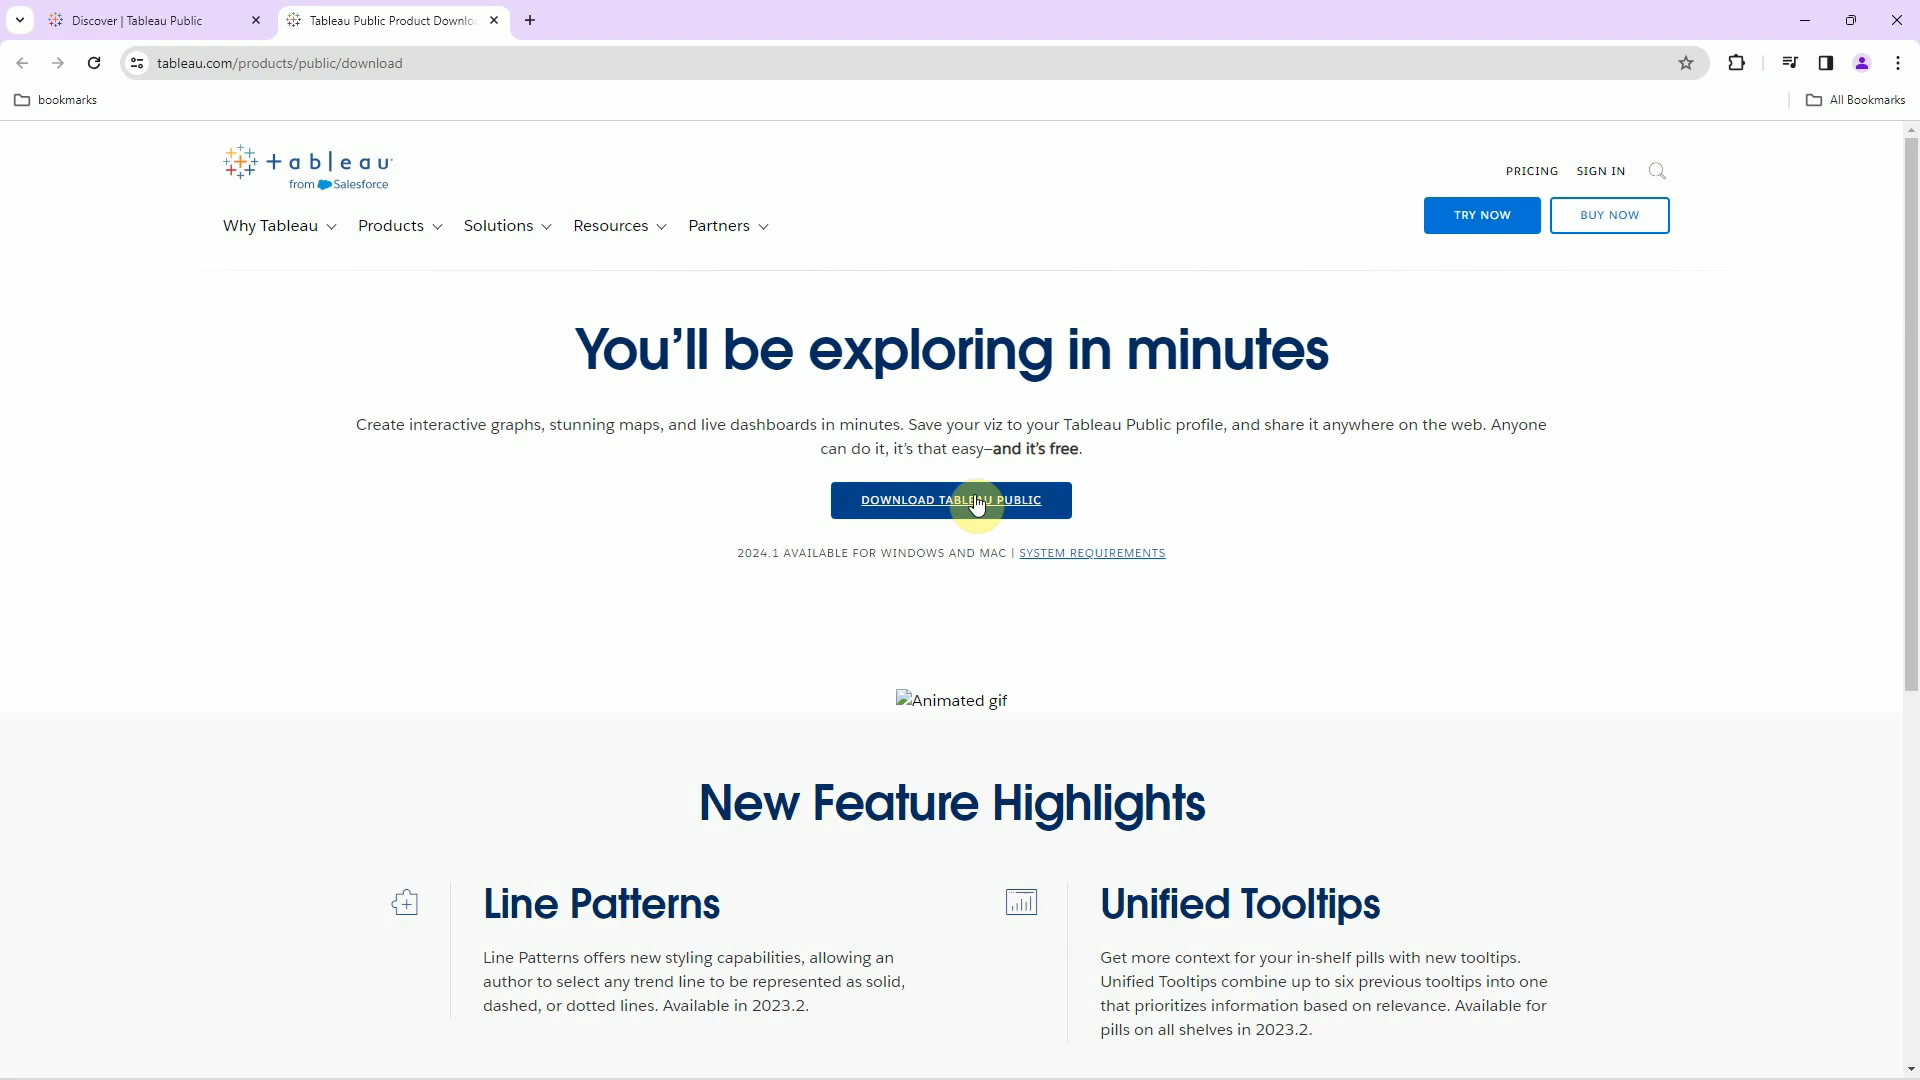 Discover | Tableau Public
Tableau Public Product Downlo
tableau.com/products/public/download
bookmarks
All Bookmarks
+ a b | e a u
from Salesforce
PRICING SIGN IN
TRY NOW BUY NOW
Why Tableau Products Solutions Resources Partners
You'll be exploring in minutes
Create interactive graphs, stunning maps, and live dashboards in minutes. Save your viz to your Tableau Public profile, and share it anywhere on the web. Anyone
can do it, it's that easy–and it's free.
DOWNLOAD TABLEAU PUBLIC
2024.1 AVAILABLE FOR WINDOWS AND MAC | SYSTEM REQUIREMENTS
Animated gif
New Feature Highlights
Line Patterns
Line Patterns offers new styling capabilities, allowing an
author to select any trend line to be represented as solid,
dashed, or dotted lines. Available in 2023.2.
Unified Tooltips
Get more context for your in-shelf pills with new tooltips.
Unified Tooltips combine up to six previous tooltips into one
that prioritizes information based on relevance. Available for
pills on all shelves in 2023.2.